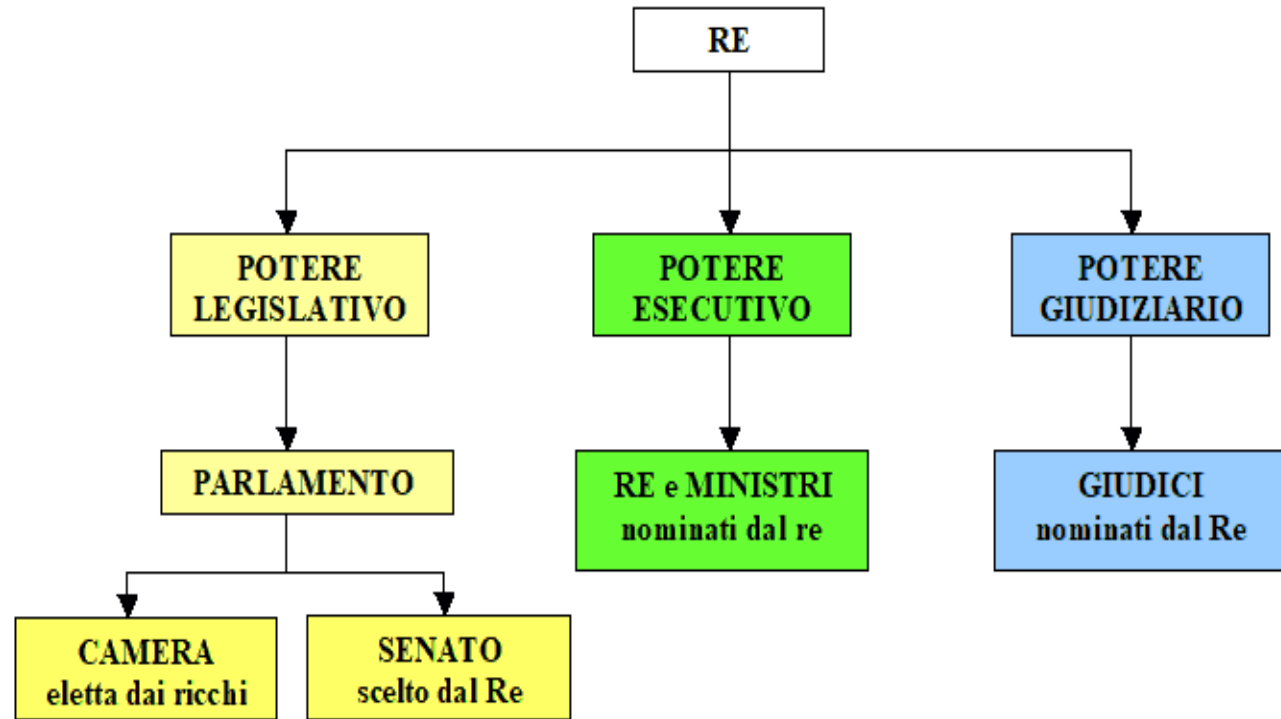 RE
POTERE
LEGISLATIVO
POTERE
ESECUTIVO
POTERE
GIUDIZIARIO
PARLAMENTO
RE e MINISTRI
nominati dal re
GIUDICI
nominati dal Re
CAMERA
eletta dai ricchi
SENATO
scelto dal Re